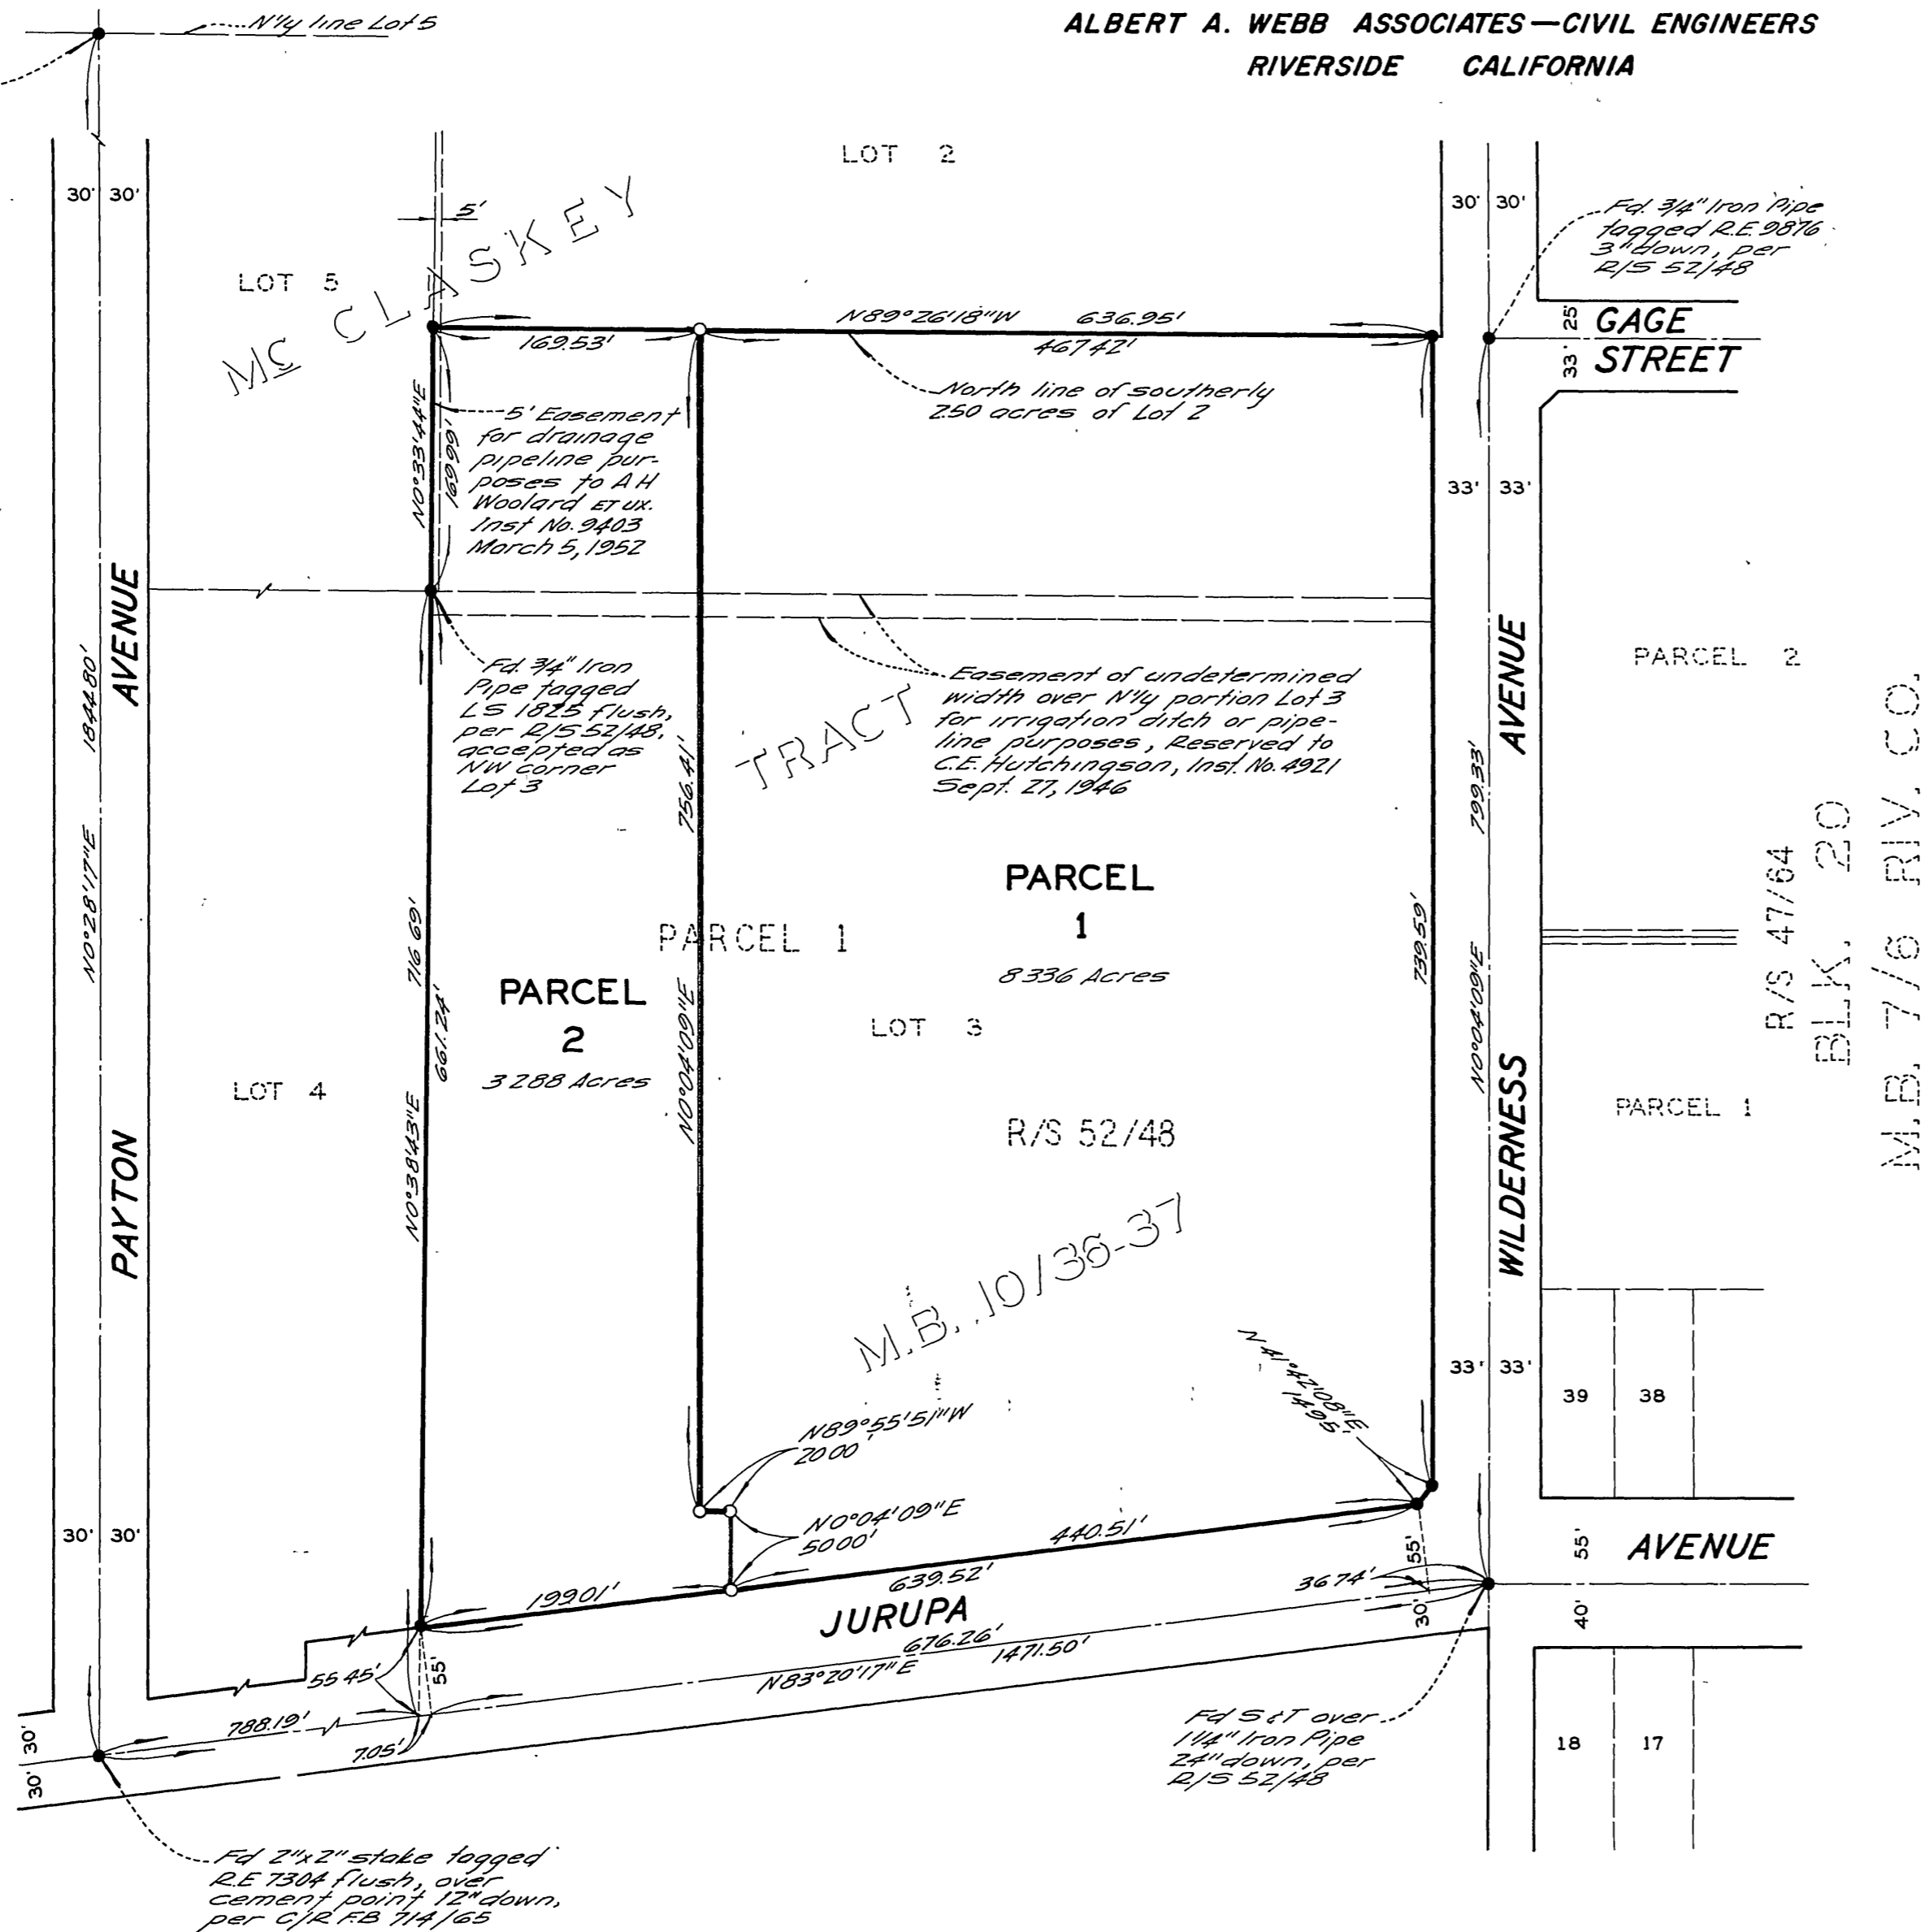 ALBERT A. WEBB ASSOCIATES—CIVIL ENGINEERS
RIVERSIDE CALIFORNIA
N'ly line Lot 5
LOT 2
30' 30'
5'
30' 30'
Fd. 3/4" Iron Pipe
tagged R.E. 9876
3" down, per
R/S 52/48
LOT 5
MC CLASKEY
N89°26'18"W 636.95'
169.53'
467.42'
25'
GAGE
33'
STREET
North line of southerly
2.50 acres of Lot 2
N0°33'44"E
169.99'
5' Easement
for drainage
pipeline pur-
poses to A H
Woolard ET UX.
Inst No. 9403
March 5, 1952
33' 33'
AVENUE
1844.80'
N0°28'17"E
PAYTON
Fd. 3/4" Iron
Pipe tagged
LS 1825 flush,
per R/S 52/48,
accepted as
NW corner
Lot 3
TRACT
Easement of undetermined
width over N'ly portion Lot 3
for irrigation ditch or pipe-
line purposes, Reserved to
C.E. Hutchingson, Inst. No. 4921
Sept. 27, 1946
756.41'
N0°04'09"E
799.33'
AVENUE
PARCEL 2
PARCEL
1
8.336 Acres
PARCEL 1
716.69'
661.24'
N0°38'43"E
PARCEL
2
3.288 Acres
739.59'
N0°04'09"E
WILDERNESS
R/S 47/64
BLK. 20
M.B. 7/6 RIV. CO.
LOT 3
LOT 4
R/S 52/48
PARCEL 1
M.B. 10/36-37
N41°42'08"E
14.95'
33' 33'
39 38
N89°55'51"W
20.00'
N0°04'09"E
50.00'
30' 30'
440.51'
199.01'
639.52'
JURUPA
55'
30'
36.74'
55'
AVENUE
40'
55.45'
55'
676.26'
1471.50'
N83°20'17"E
788.19'
7.05'
30'
30'
Fd S&T over
1 1/4" Iron Pipe
24" down, per
R/S 52/48
18 17
Fd 2"x2" stake tagged
R.E 7304 flush, over
cement point 12" down,
per C/R F.B 714/65